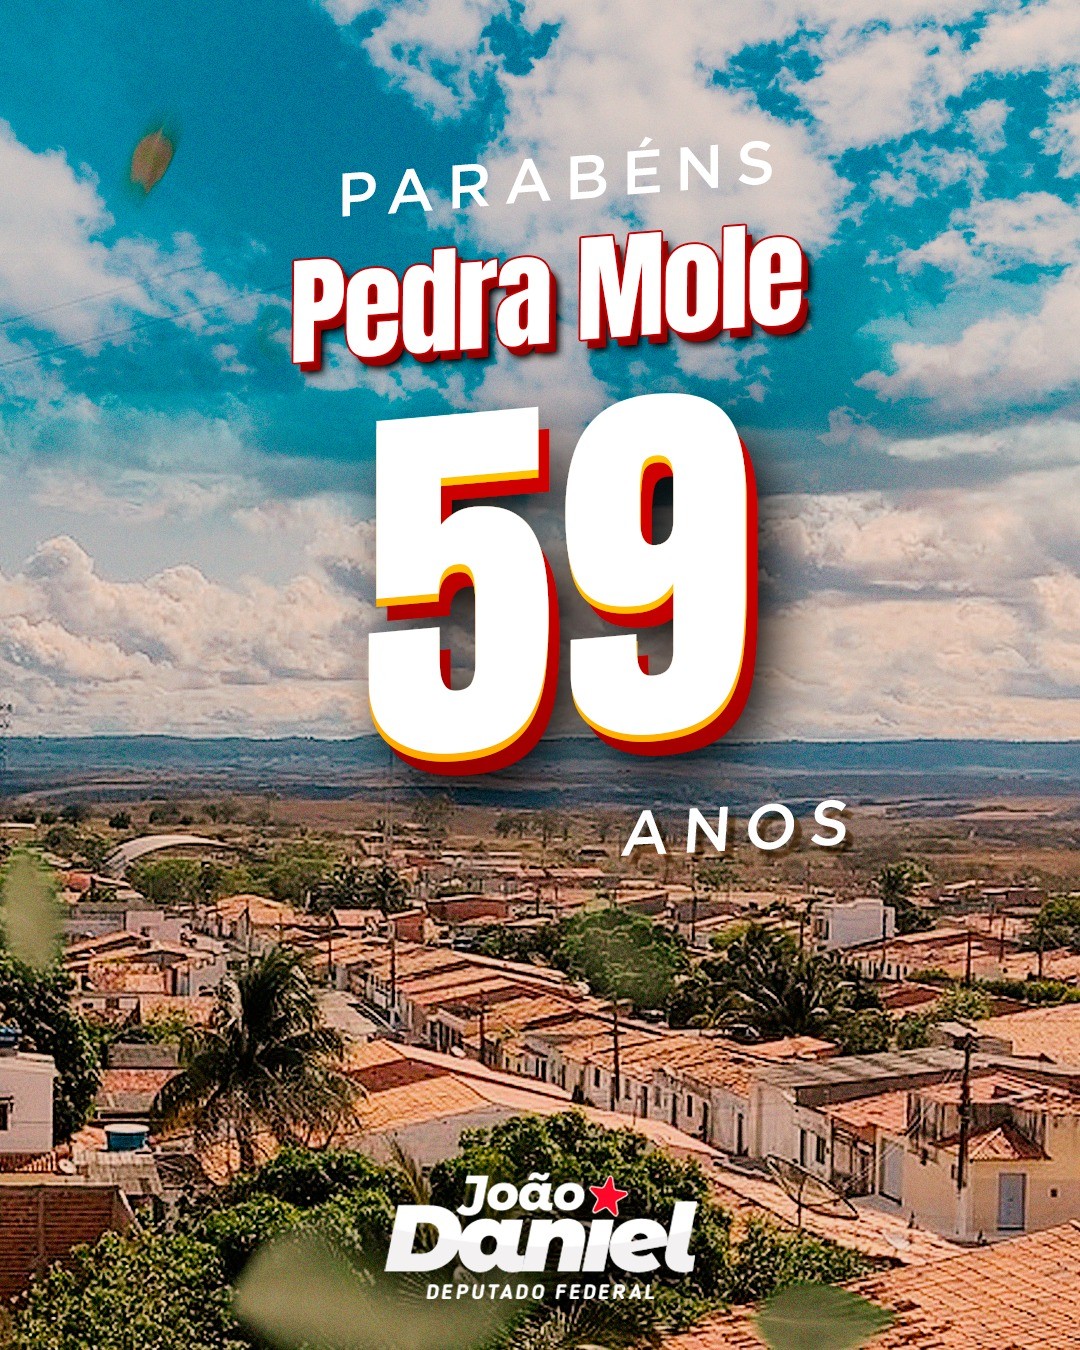 PARABÉNS
Pedra Mole
59
ANOS
João
Daniel
DEPUTADO FEDERAL